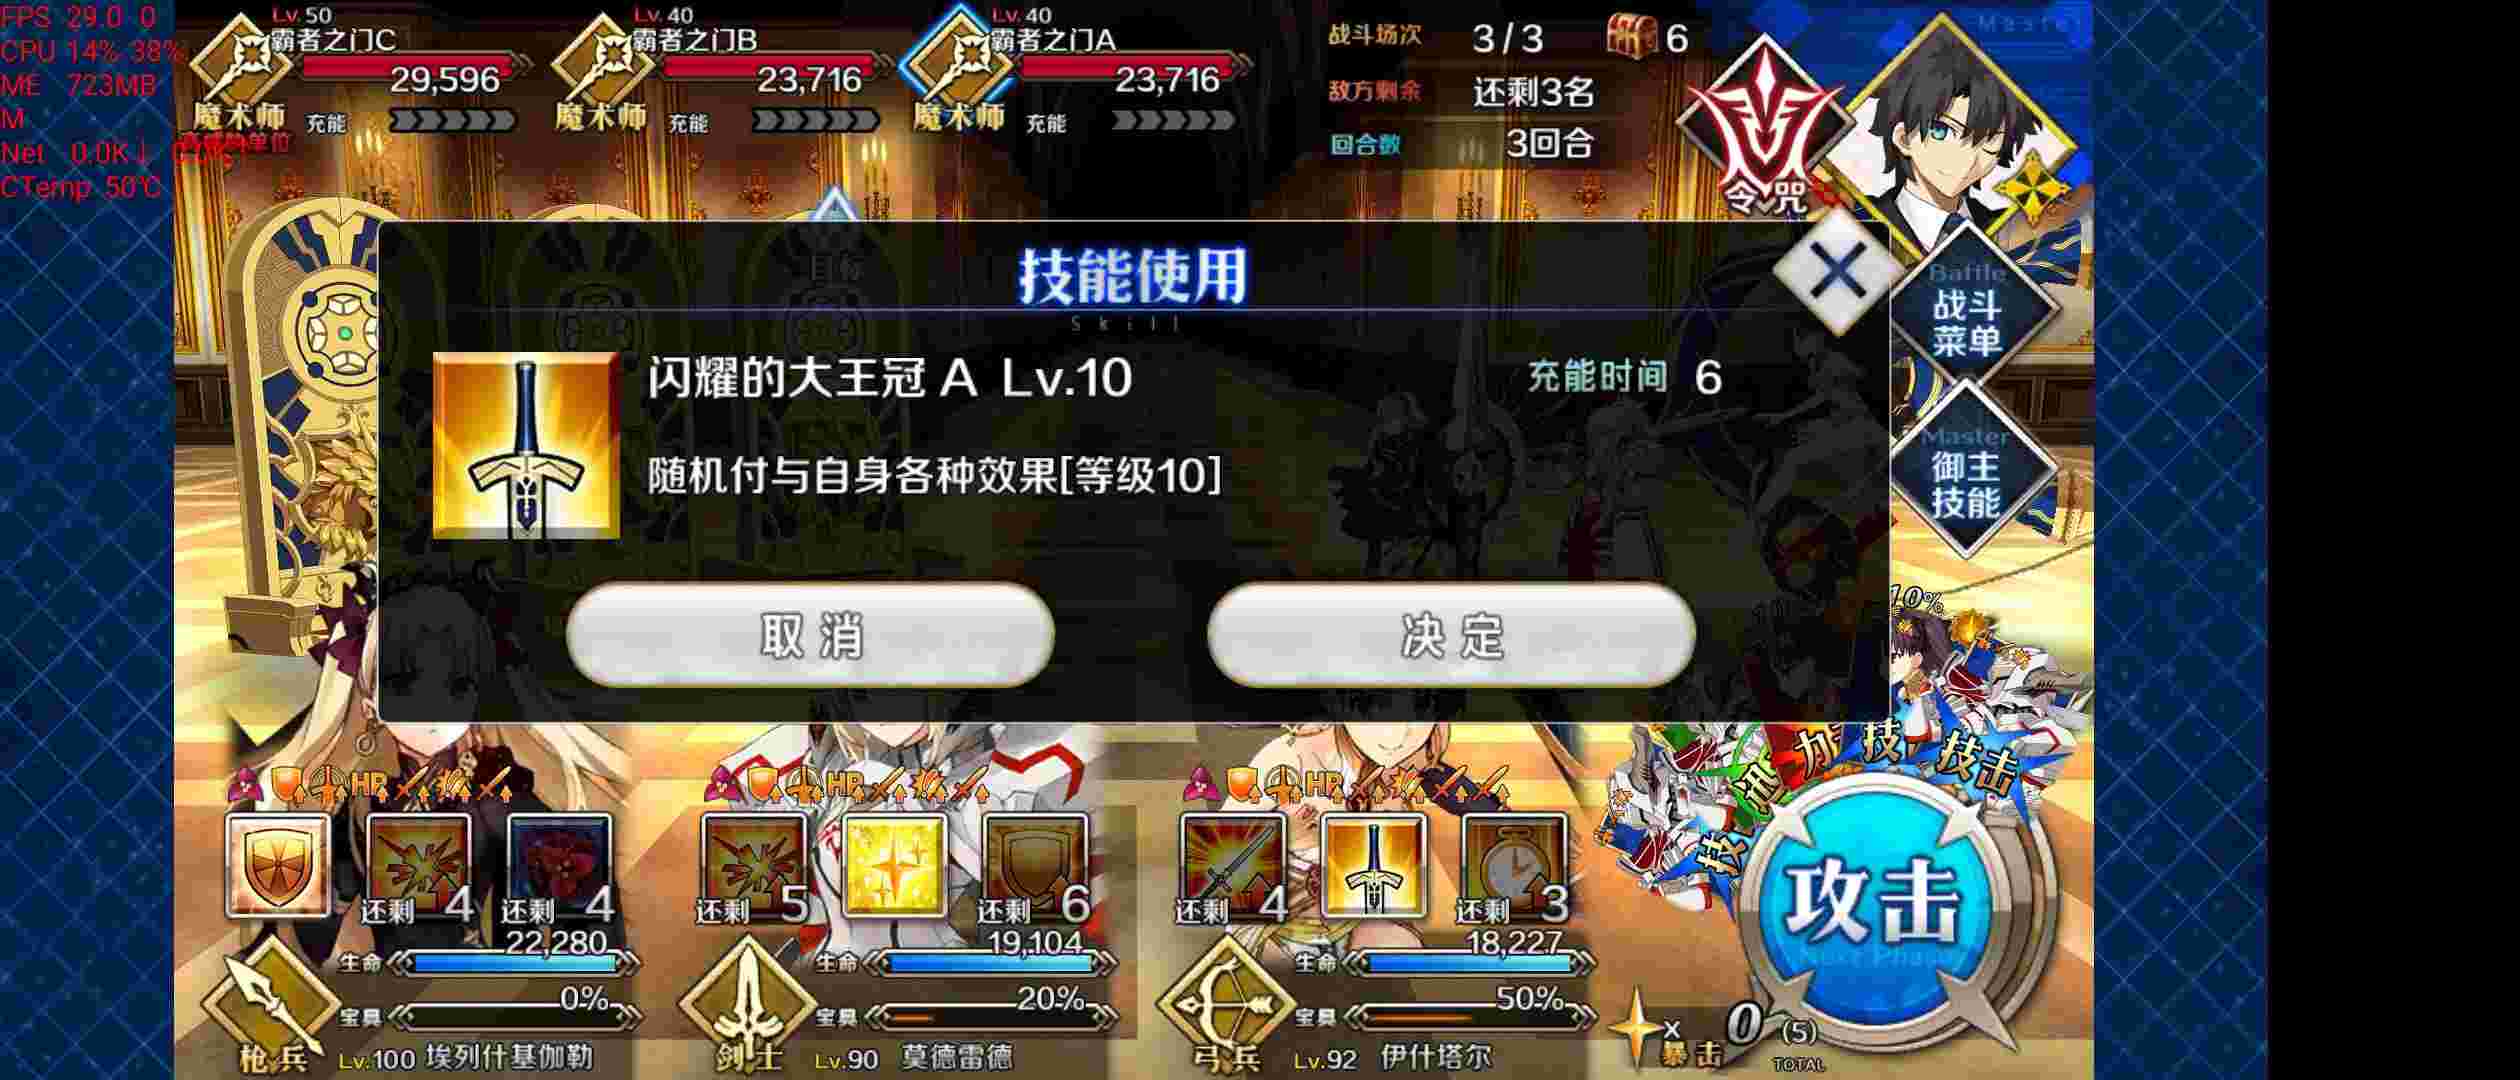 FPS 29.0 0
CPU 14% 38%
ME 723MB
M
Net 0.0K↓
CTemp 50℃
Lv.50
霸者之门C
29,596
魔术师
充能
Lv.40
霸者之门B
23,716
魔术师
充能
Lv.40
霸者之门A
23,716
魔术师
充能
战斗场次 3/3 6
敌方剩余 还剩3名
回合数 3回合
令咒
Master
Battle
战斗
菜单
Master
御主
技能
技能使用
Skill
闪耀的大王冠 A Lv.10
充能时间 6
随机付与自身各种效果[等级10]
取消
决定
10%
技 迅 力 技 技击
攻击
Next Phase
还剩 4
还剩 4
22,280
生命
0%
宝具
枪兵
Lv.100 埃列什基伽勒
还剩 5
还剩 6
19,104
生命
20%
宝具
剑士
Lv.90 莫德雷德
还剩 4
还剩 3
18,227
生命
50%
宝具
弓兵
Lv.92 伊什塔尔
x 0 (5)
暴击
TOTAL